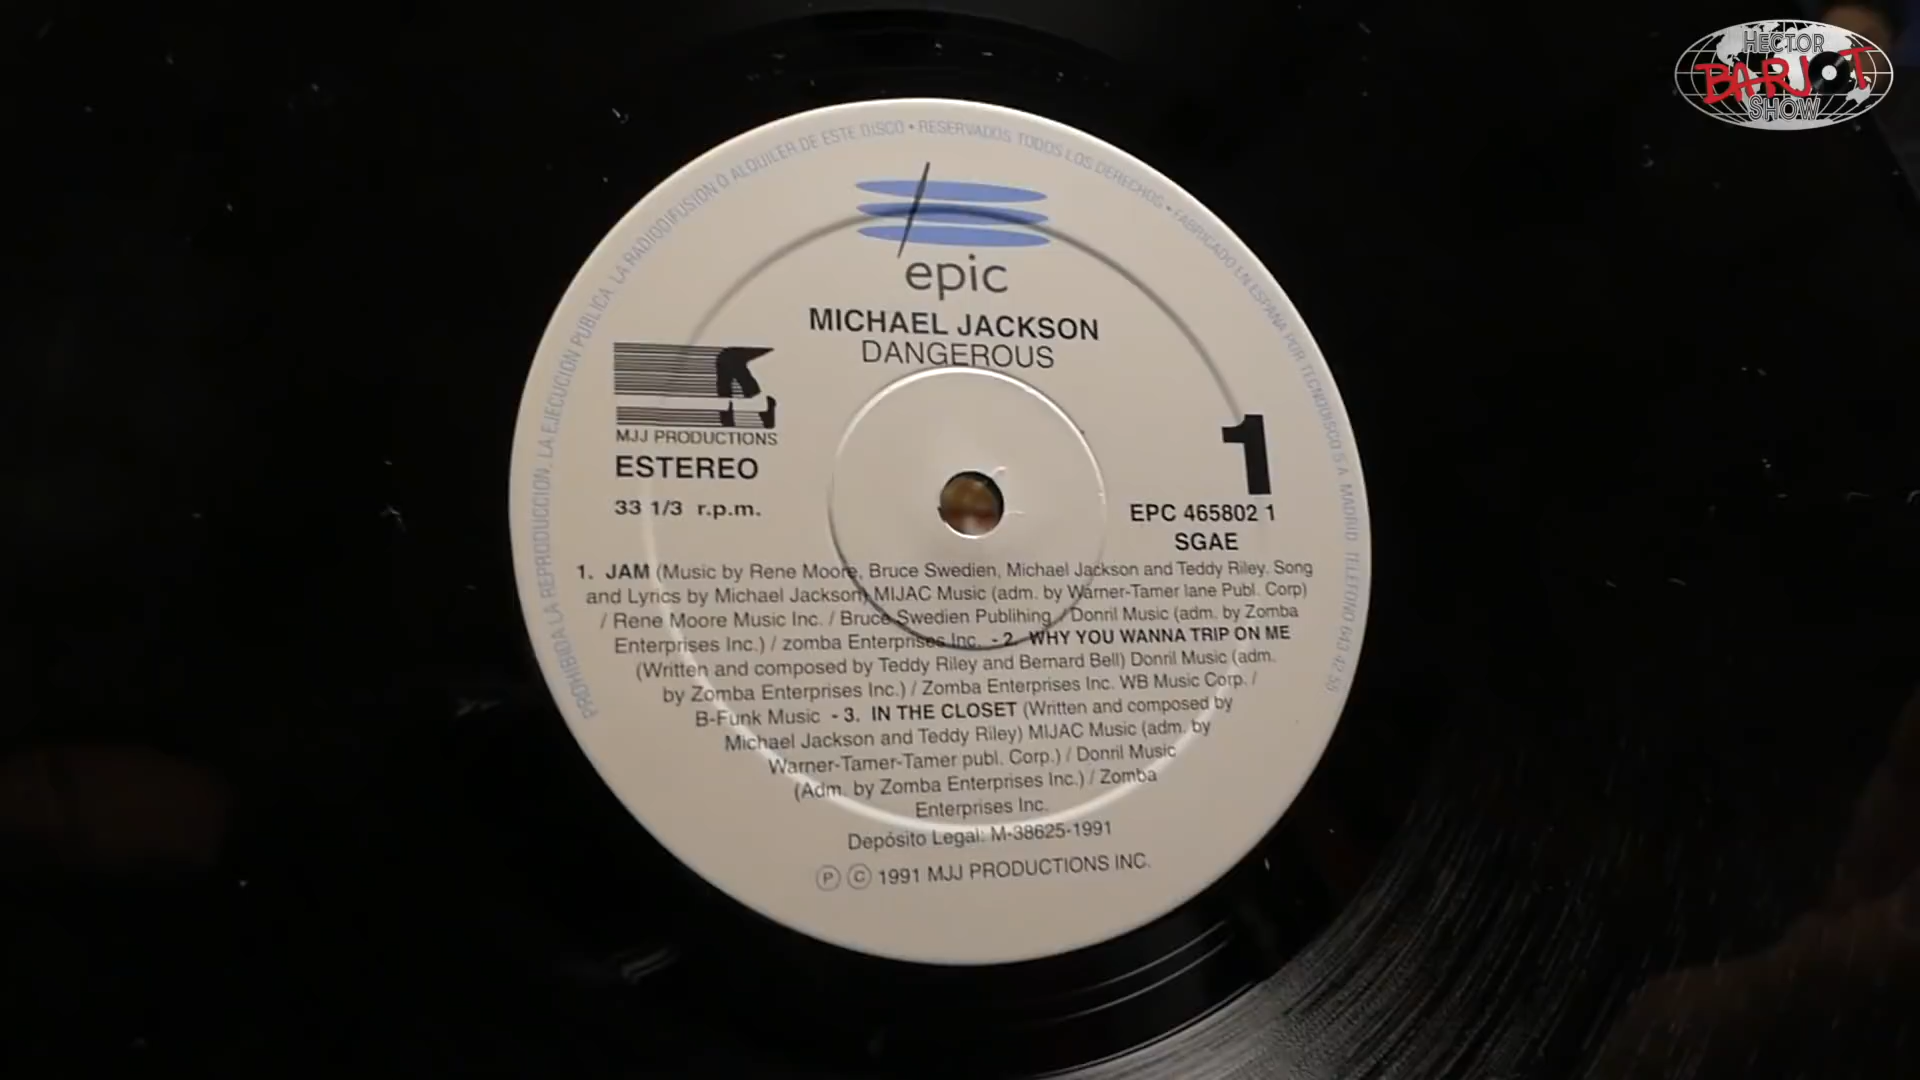 HECTOR
BARJOT
SHOW
PROHIBIDA LA REPRODUCCION, LA EJECUCION PUBLICA, LA RADIODIFUSION O ALQUILER DE ESTE DISCO • RESERVADOS TODOS LOS DERECHOS • FABRICADO EN ESPAÑA POR TECNODISCO S A MADRID TELEFONO 643 42 58
epic
MICHAEL JACKSON
DANGEROUS
MJJ PRODUCTIONS
ESTEREO
33 1/3 r.p.m.
1
EPC 465802 1
SGAE
1. JAM (Music by Rene Moore, Bruce Swedien, Michael Jackson and Teddy Riley. Song
and Lyrics by Michael Jackson) MIJAC Music (adm. by Warner-Tamer lane Publ. Corp)
/ Rene Moore Music Inc. / Bruce Swedien Publihing / Donril Music (adm. by Zomba
Enterprises Inc.) / zomba Enterprises Inc. - 2. WHY YOU WANNA TRIP ON ME
(Written and composed by Teddy Riley and Bernard Bell) Donril Music (adm.
by Zomba Enterprises Inc.) / Zomba Enterprises Inc. WB Music Corp. /
B-Funk Music - 3. IN THE CLOSET (Written and composed by
Michael Jackson and Teddy Riley) MIJAC Music (adm. by
Warner-Tamer-Tamer publ. Corp.) / Donril Music
(Adm. by Zomba Enterprises Inc.) / Zomba
Enterprises Inc.
Depósito Legal: M-38625-1991
Ⓟ © 1991 MJJ PRODUCTIONS INC.